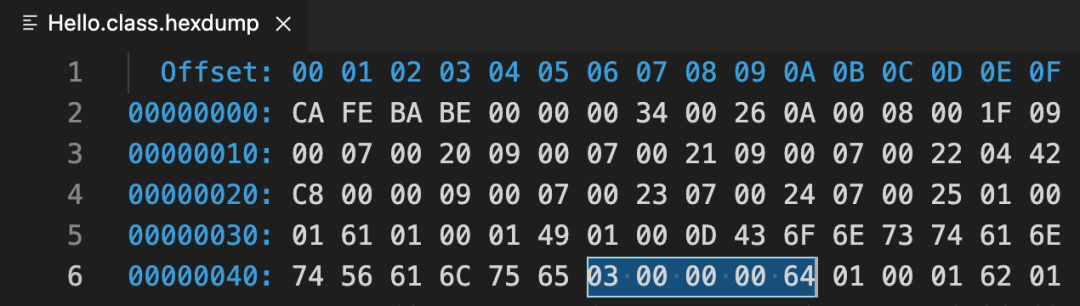 Hello.class.hexdump ×
1 Offset: 00 01 02 03 04 05 06 07 08 09 0A 0B 0C 0D 0E 0F
2 00000000: CA FE BA BE 00 00 00 34 00 26 0A 00 08 00 1F 09
3 00000010: 00 07 00 20 09 00 07 00 21 09 00 07 00 22 04 42
4 00000020: C8 00 00 09 00 07 00 23 07 00 24 07 00 25 01 00
5 00000030: 01 61 01 00 01 49 01 00 0D 43 6F 6E 73 74 61 6E
6 00000040: 74 56 61 6C 75 65 03 00 00 00 64 01 00 01 62 01